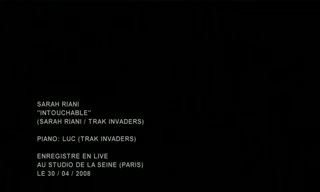 SARAH RIANI
"INTOUCHABLE"
(SARAH RIANI / TRAK INVADERS)
PIANO: LUC (TRAK INVADERS)
ENREGISTRE EN LIVE
AU STUDIO DE LA SEINE (PARIS)
LE 30 / 04 / 2008